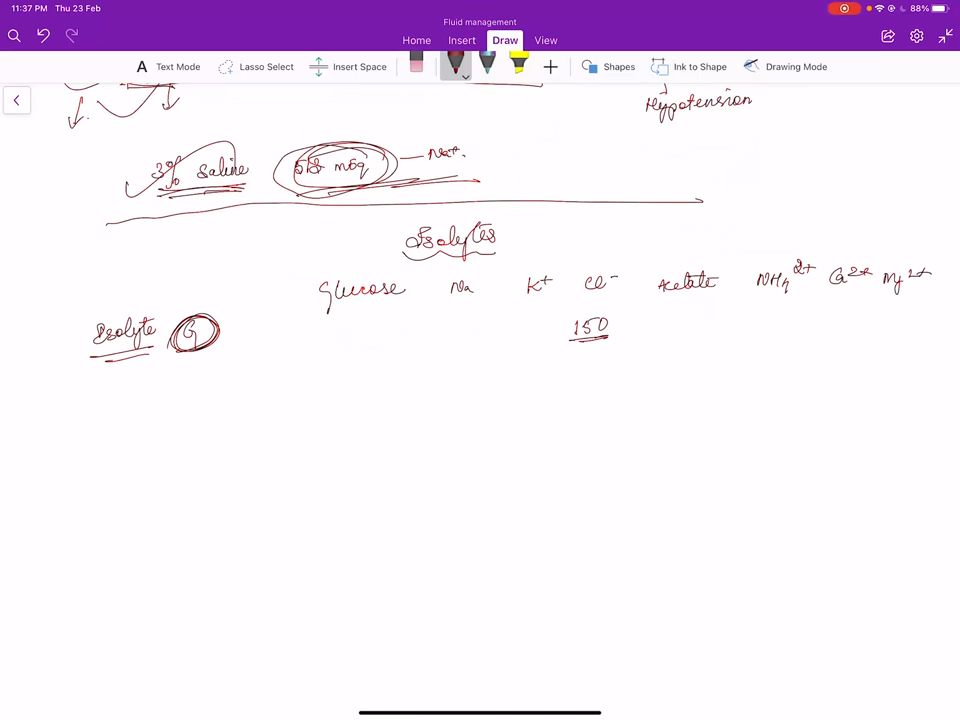 11:37 PM Thu 23 Feb 88%
Fluid management
Home Insert Draw View
Text Mode Lasso Select Insert Space Shapes Ink to Shape Drawing Mode
Hypotension
3% Saline 513 mEq — Na+.
Isolytes
Glucose Na K+ Cl- Acetate NH4 2+ Ca2+ Mg2+
Isolyte G 150